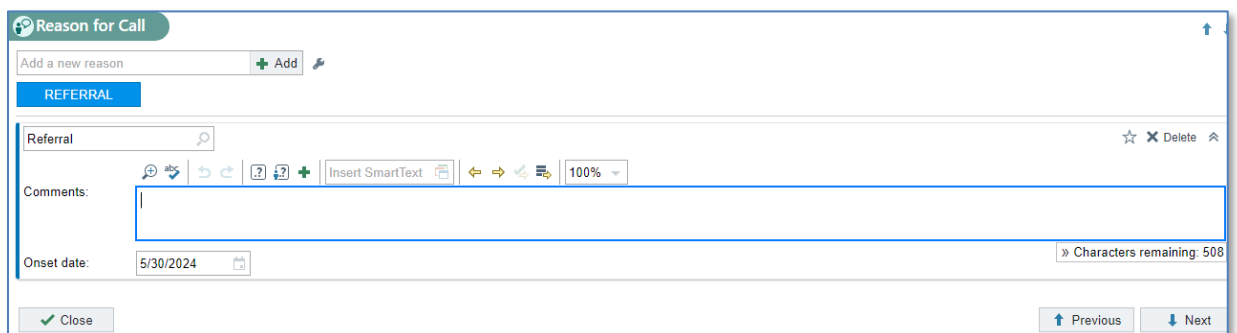 Reason for Call
Add a new reason
Add
REFERRAL
Referral
Delete
Insert SmartText
100%
Comments:
» Characters remaining: 508
Onset date:
5/30/2024
Close
Previous
Next